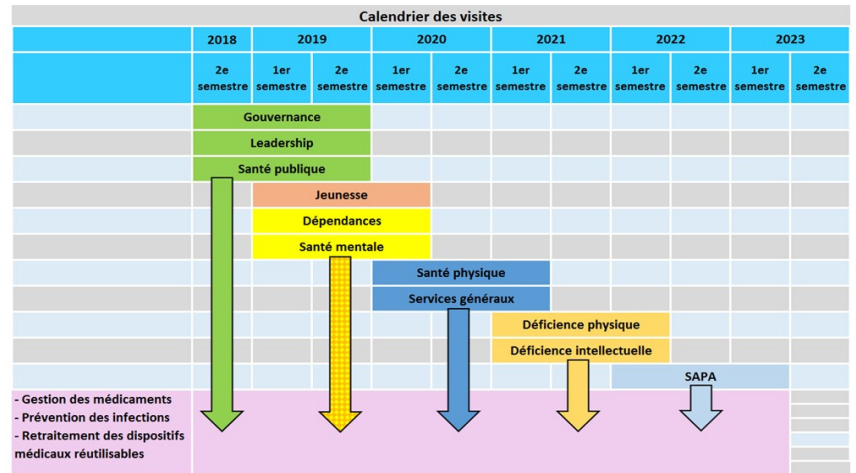 Calendrier des visites
2018 2019 2020 2021 2022 2023
2e 1er 2e 1er 2e 1er 2e 1er 2e 1er 2e
semestre semestre semestre semestre semestre semestre semestre semestre semestre semestre semestre
Gouvernance
Leadership
Santé publique
Jeunesse
Dépendances
Santé mentale
Santé physique
Services généraux
Déficience physique
Déficience intellectuelle
SAPA
- Gestion des médicaments
- Prévention des infections
- Retraitement des dispositifs
médicaux réutilisables